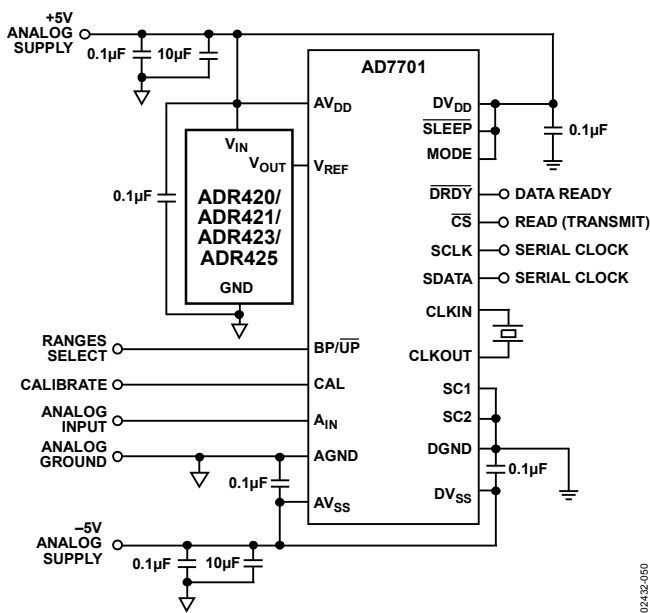 +5V
ANALOG
SUPPLY
0.1µF
10µF
AD7701
AVDD
DVDD
SLEEP
MODE
0.1µF
VIN
VOUT
VREF
0.1µF
ADR420/
ADR421/
ADR423/
ADR425
GND
DRDY
DATA READY
CS
READ (TRANSMIT)
SCLK
SERIAL CLOCK
SDATA
SERIAL CLOCK
CLKIN
CLKOUT
RANGES
SELECT
BP/UP
CALIBRATE
CAL
SC1
ANALOG
INPUT
AIN
SC2
ANALOG
GROUND
AGND
DGND
0.1µF
0.1µF
AVSS
DVSS
–5V
ANALOG
SUPPLY
0.1µF
10µF
02432-050